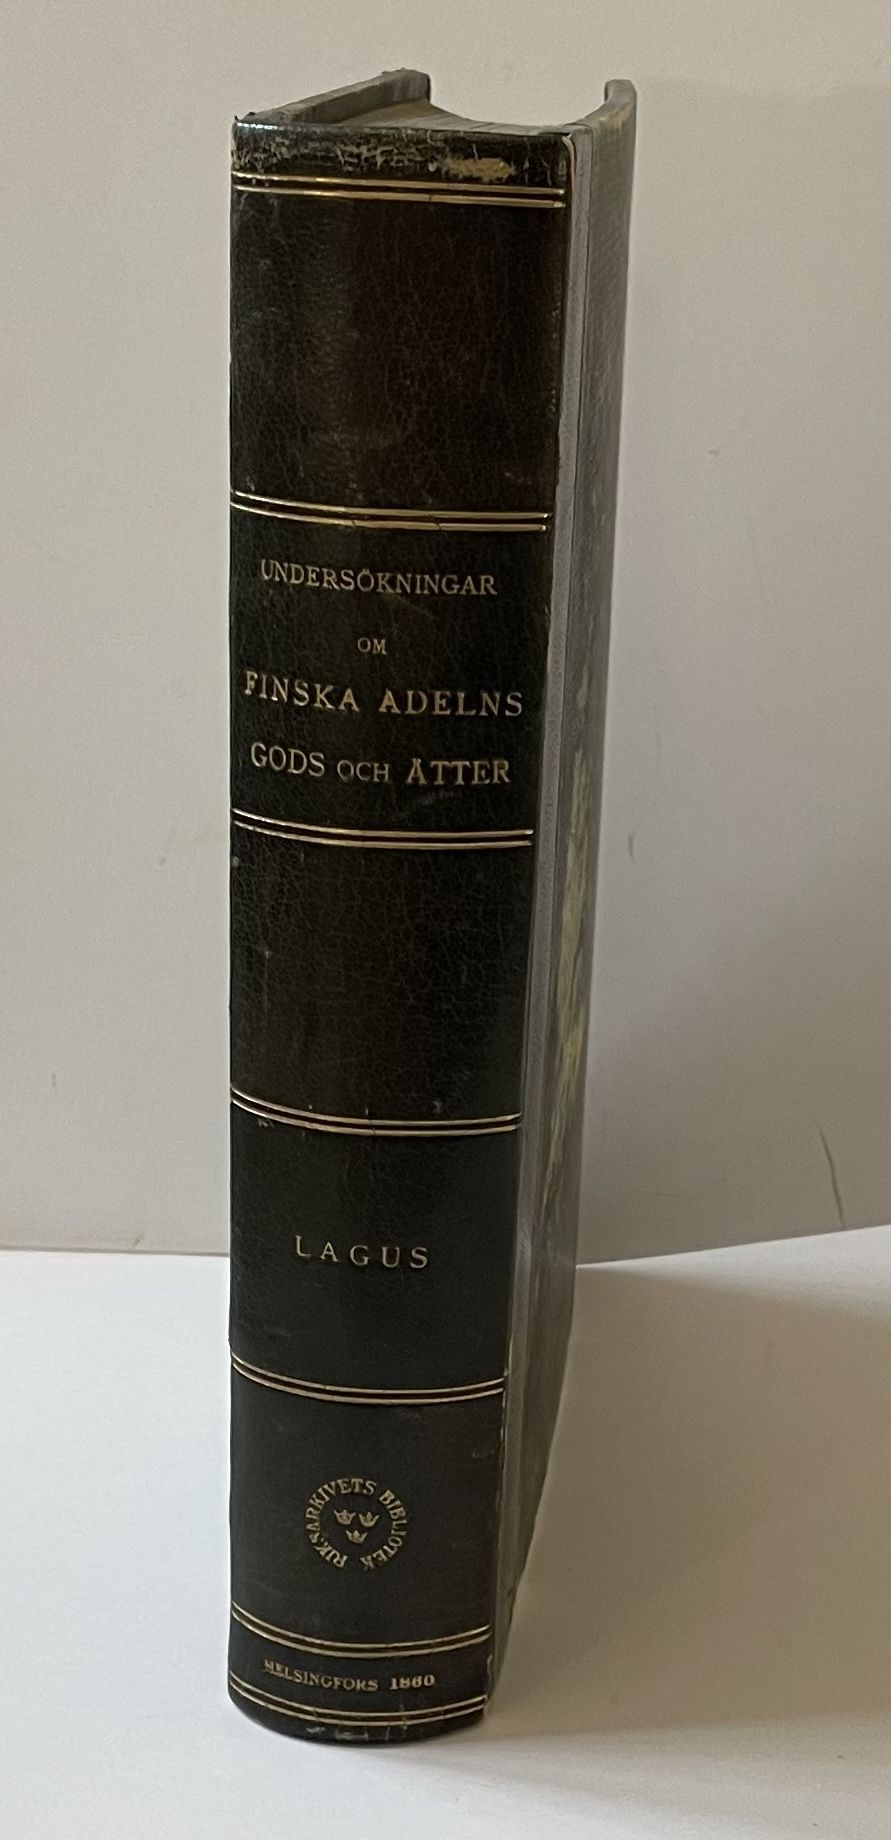 UNDERSÖKNINGAR
OM
FINSKA ADELNS
GODS OCH ÄTTER
LAGUS
RIKSARKIVETS BIBLIOTEK
HELSINGFORS 1860